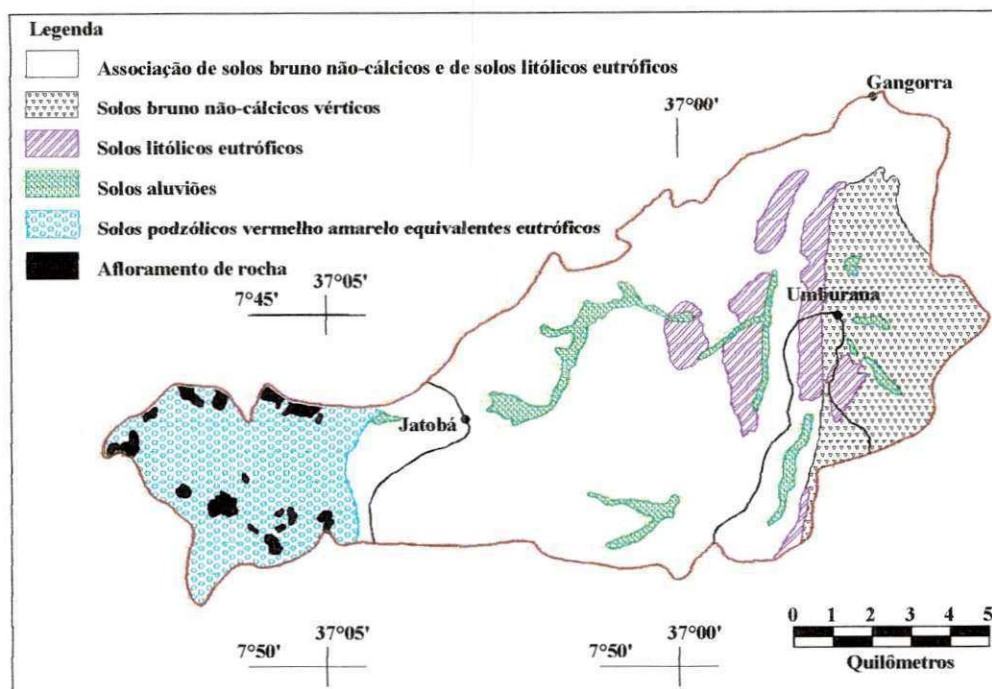 Legenda
Associação de solos bruno não-cálcicos e de solos litólicos eutróficos
Solos bruno não-cálcicos vérticos
Solos litólicos eutróficos
Solos aluviões
Solos podzólicos vermelho amarelo equivalentes eutróficos
Afloramento de rocha
Gangorra
37°00'
37°05'
7°45'
Umburana
Jatobá
37°05'
7°50'
37°00'
7°50'
0 1 2 3 4 5
Quilômetros